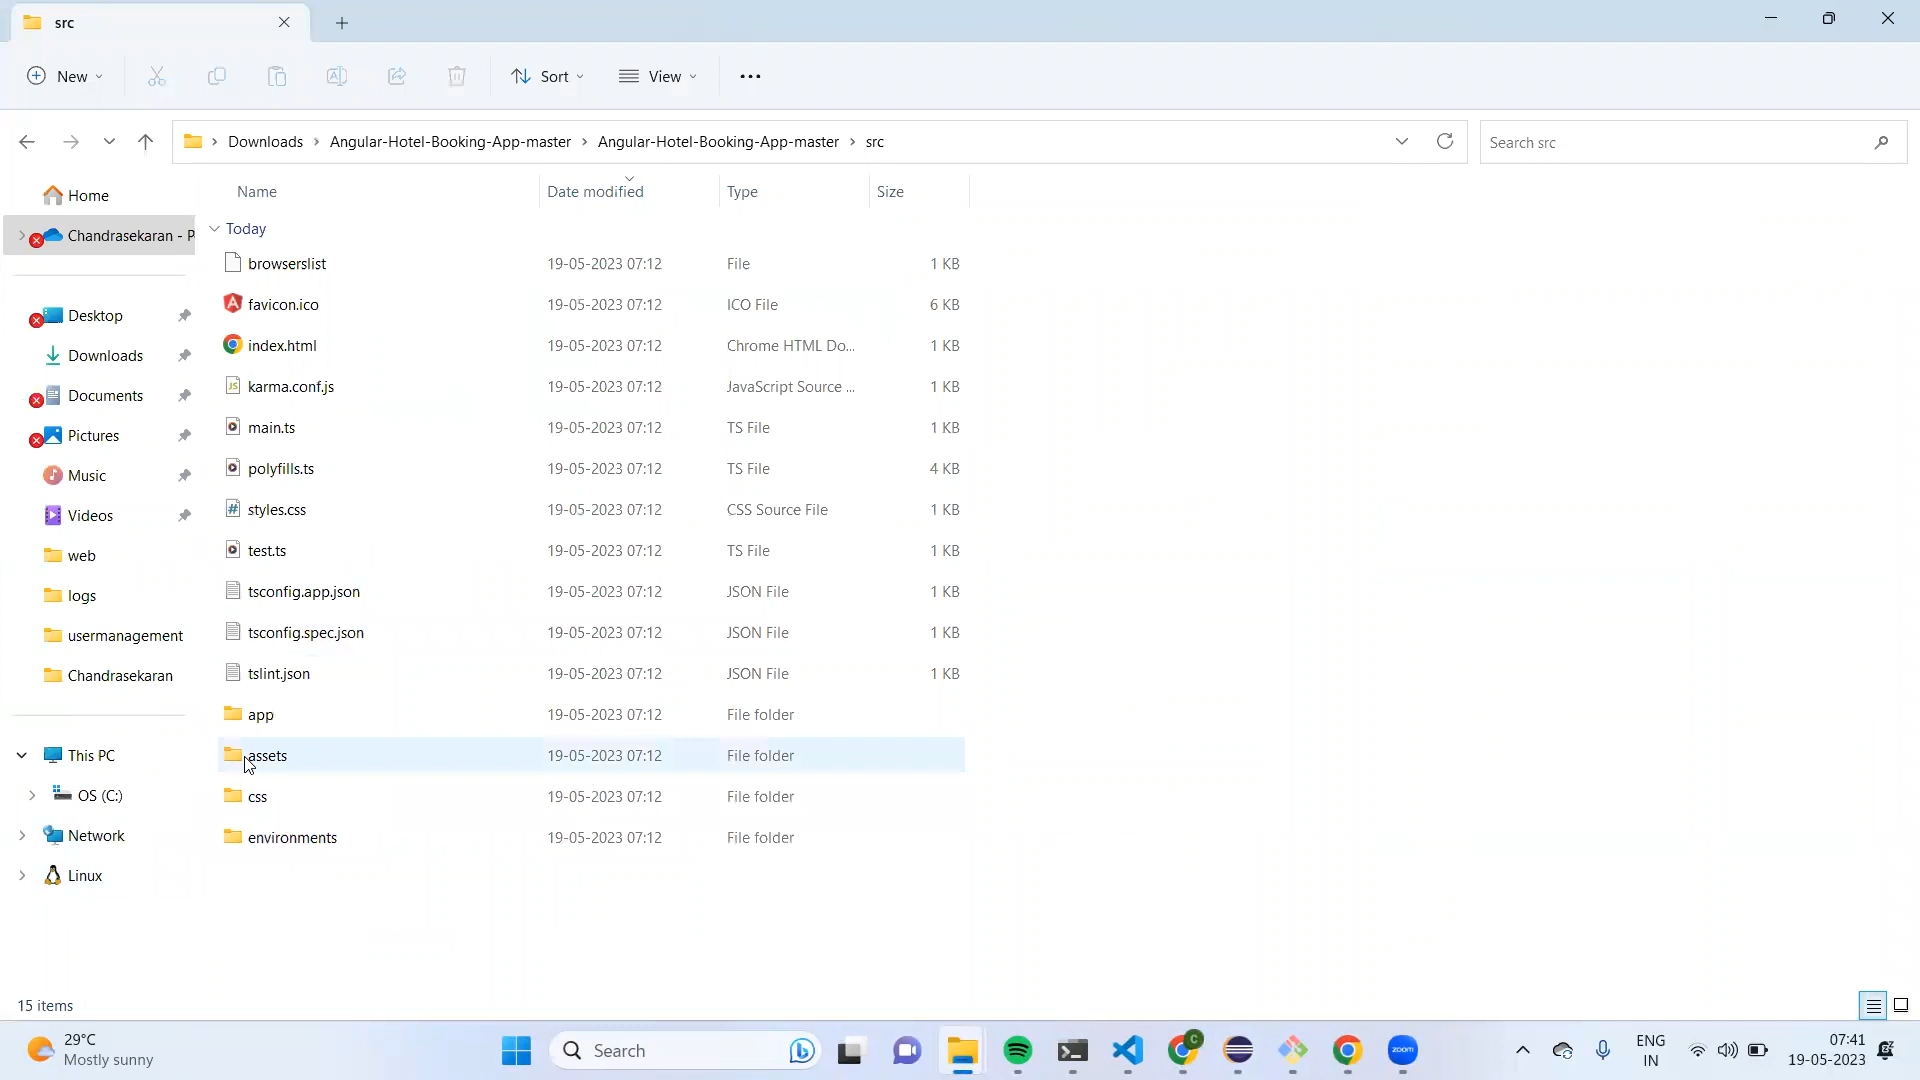 src
New
Sort
View
Downloads
Angular-Hotel-Booking-App-master
Angular-Hotel-Booking-App-master
src
Search src
Home
Chandrasekaran - P
Desktop
Downloads
Documents
Pictures
Music
Videos
web
logs
usermanagement
Chandrasekaran
This PC
OS (C:)
Network
Linux
Name Date modified Type Size
Today
browserslist 19-05-2023 07:12 File 1 KB
favicon.ico 19-05-2023 07:12 ICO File 6 KB
index.html 19-05-2023 07:12 Chrome HTML Do... 1 KB
karma.conf.js 19-05-2023 07:12 JavaScript Source ... 1 KB
main.ts 19-05-2023 07:12 TS File 1 KB
polyfills.ts 19-05-2023 07:12 TS File 4 KB
styles.css 19-05-2023 07:12 CSS Source File 1 KB
test.ts 19-05-2023 07:12 TS File 1 KB
tsconfig.app.json 19-05-2023 07:12 JSON File 1 KB
tsconfig.spec.json 19-05-2023 07:12 JSON File 1 KB
tslint.json 19-05-2023 07:12 JSON File 1 KB
app 19-05-2023 07:12 File folder
assets 19-05-2023 07:12 File folder
css 19-05-2023 07:12 File folder
environments 19-05-2023 07:12 File folder
15 items
29°C
Mostly sunny
Search
zoom
ENG
IN
07:41
19-05-2023